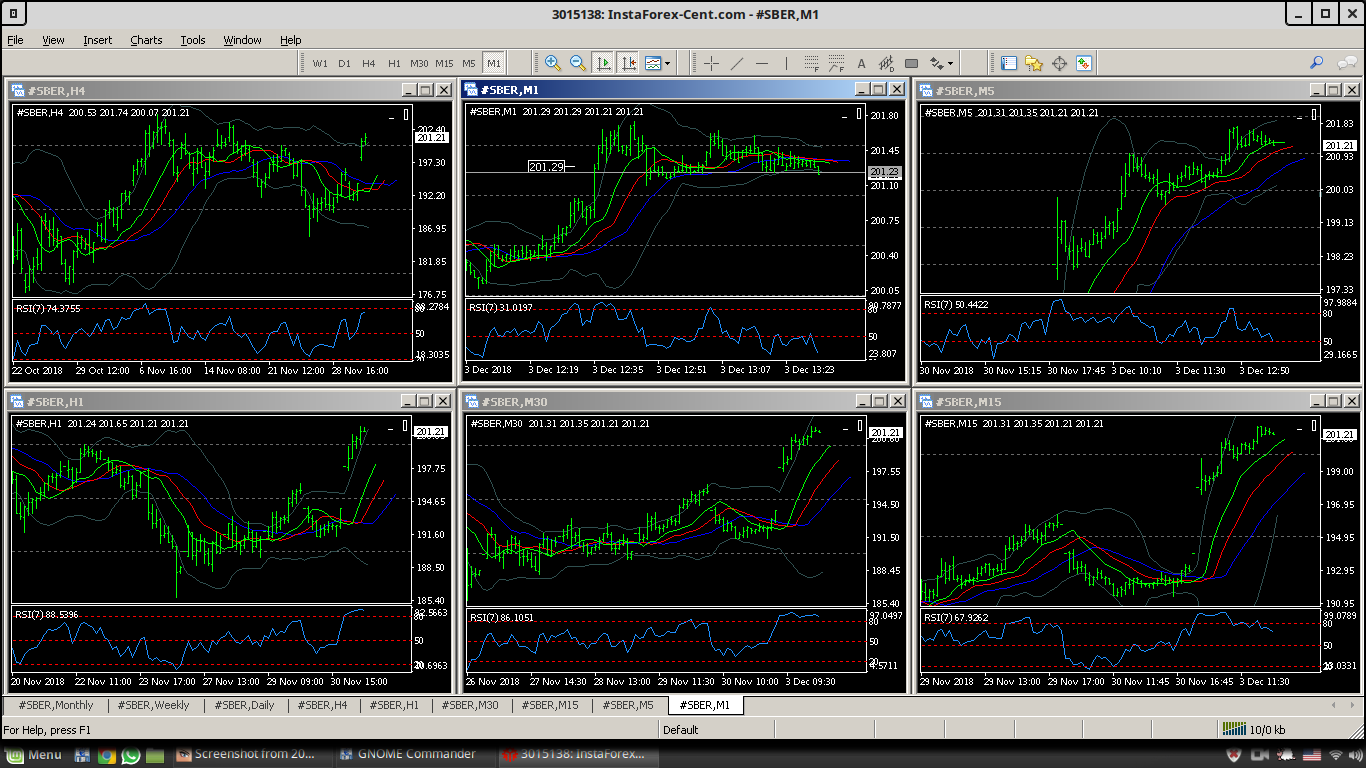 3015138: InstaForex-Cent.com - #SBER,M1
File View Insert Charts Tools Window Help
W1 D1 H4 H1 M30 M15 M5 M1
#SBER,H4
#SBER,H4 200.53 201.74 200.07 201.21
202.40
201.21
197.30
192.20
186.95
181.85
176.75
RSI(7) 74.3755
50
18.3035
22 Oct 2018 29 Oct 12:00 6 Nov 16:00 14 Nov 08:00 21 Nov 12:00 28 Nov 16:00
#SBER,M1
#SBER,M1 201.29 201.29 201.21 201.21
201.29
201.80
201.45
201.23
201.10
200.75
200.40
200.05
RSI(7) 31.0197
90.7877
80
50
23.807
3 Dec 2018 3 Dec 12:19 3 Dec 12:35 3 Dec 12:51 3 Dec 13:07 3 Dec 13:23
#SBER,M5
#SBER,M5 201.31 201.35 201.21 201.21
201.83
201.21
200.93
200.03
199.13
198.23
197.33
RSI(7) 50.4422
97.9884
80
50
29.1665
30 Nov 2018 30 Nov 15:15 30 Nov 17:45 3 Dec 10:10 3 Dec 11:30 3 Dec 12:50
#SBER,H1
#SBER,H1 201.24 201.65 201.21 201.21
201.21
197.75
194.65
191.60
188.50
185.40
RSI(7) 88.5396
92.5663
80
50
20.6963
20 Nov 2018 22 Nov 11:00 23 Nov 17:00 27 Nov 13:00 29 Nov 09:00 30 Nov 15:00
#SBER,M30
#SBER,M30 201.31 201.35 201.21 201.21
201.21
200.60
197.55
194.50
191.50
188.45
185.40
RSI(7) 86.1051
97.0497
80
50
20
4.5711
26 Nov 2018 27 Nov 14:30 28 Nov 13:00 29 Nov 11:30 30 Nov 10:00 3 Dec 09:30
#SBER,M15
#SBER,M15 201.31 201.35 201.21 201.21
201.21
199.00
196.95
194.95
192.95
190.95
RSI(7) 67.9262
99.0789
80
50
29 Nov 2018 29 Nov 13:00 29 Nov 17:00 30 Nov 11:45 30 Nov 16:45 3 Dec 11:30
#SBER,Monthly #SBER,Weekly #SBER,Daily #SBER,H4 #SBER,H1 #SBER,M30 #SBER,M15 #SBER,M5 #SBER,M1
For Help, press F1 Default 10/0 kb
Menu Screenshot from 20... GNOME Commander 3015138: InstaForex...